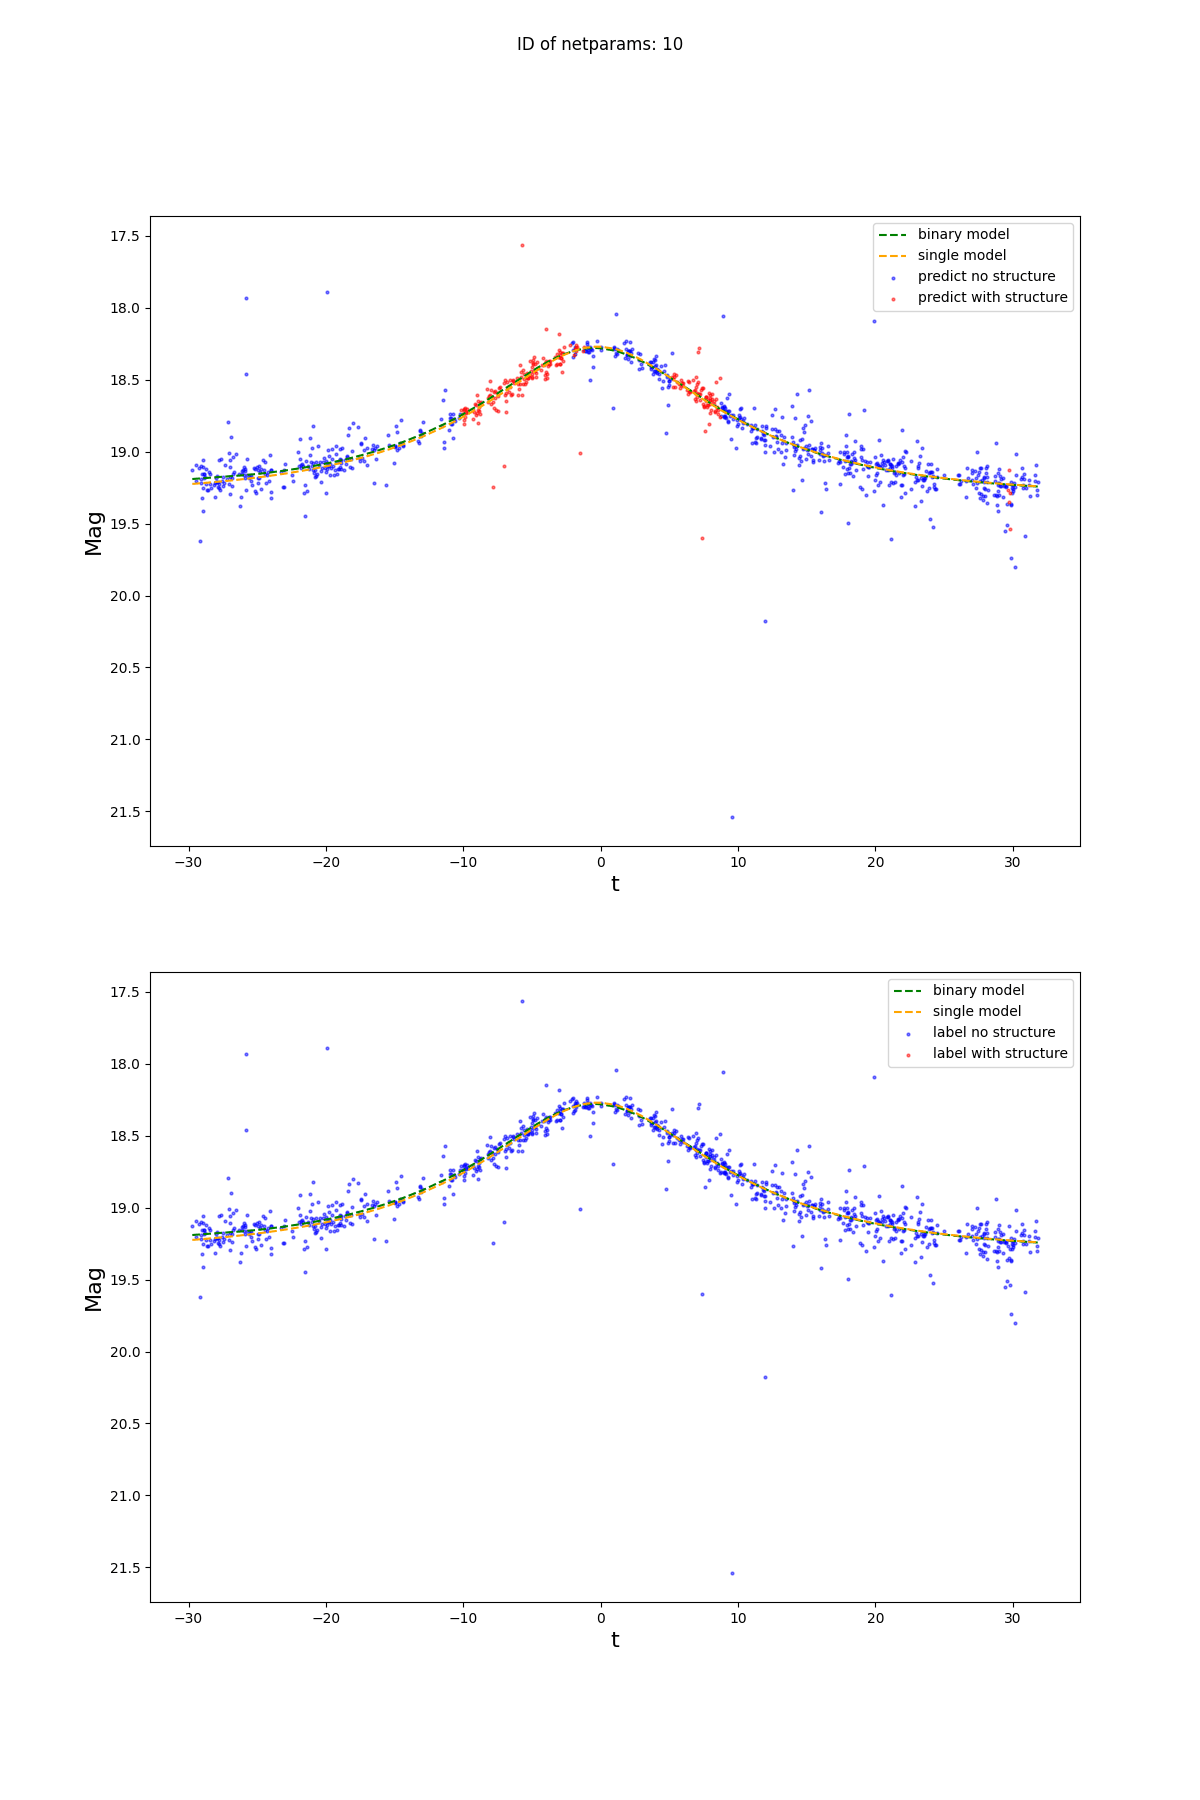 ID of netparams: 10
17.5
18.0
18.5
19.0
19.5
20.0
20.5
21.0
21.5
Mag
binary model
single model
predict no structure
predict with structure
−30 −20 −10 0 10 20 30
t
17.5
18.0
18.5
19.0
19.5
20.0
20.5
21.0
21.5
Mag
binary model
single model
label no structure
label with structure
−30 −20 −10 0 10 20 30
t